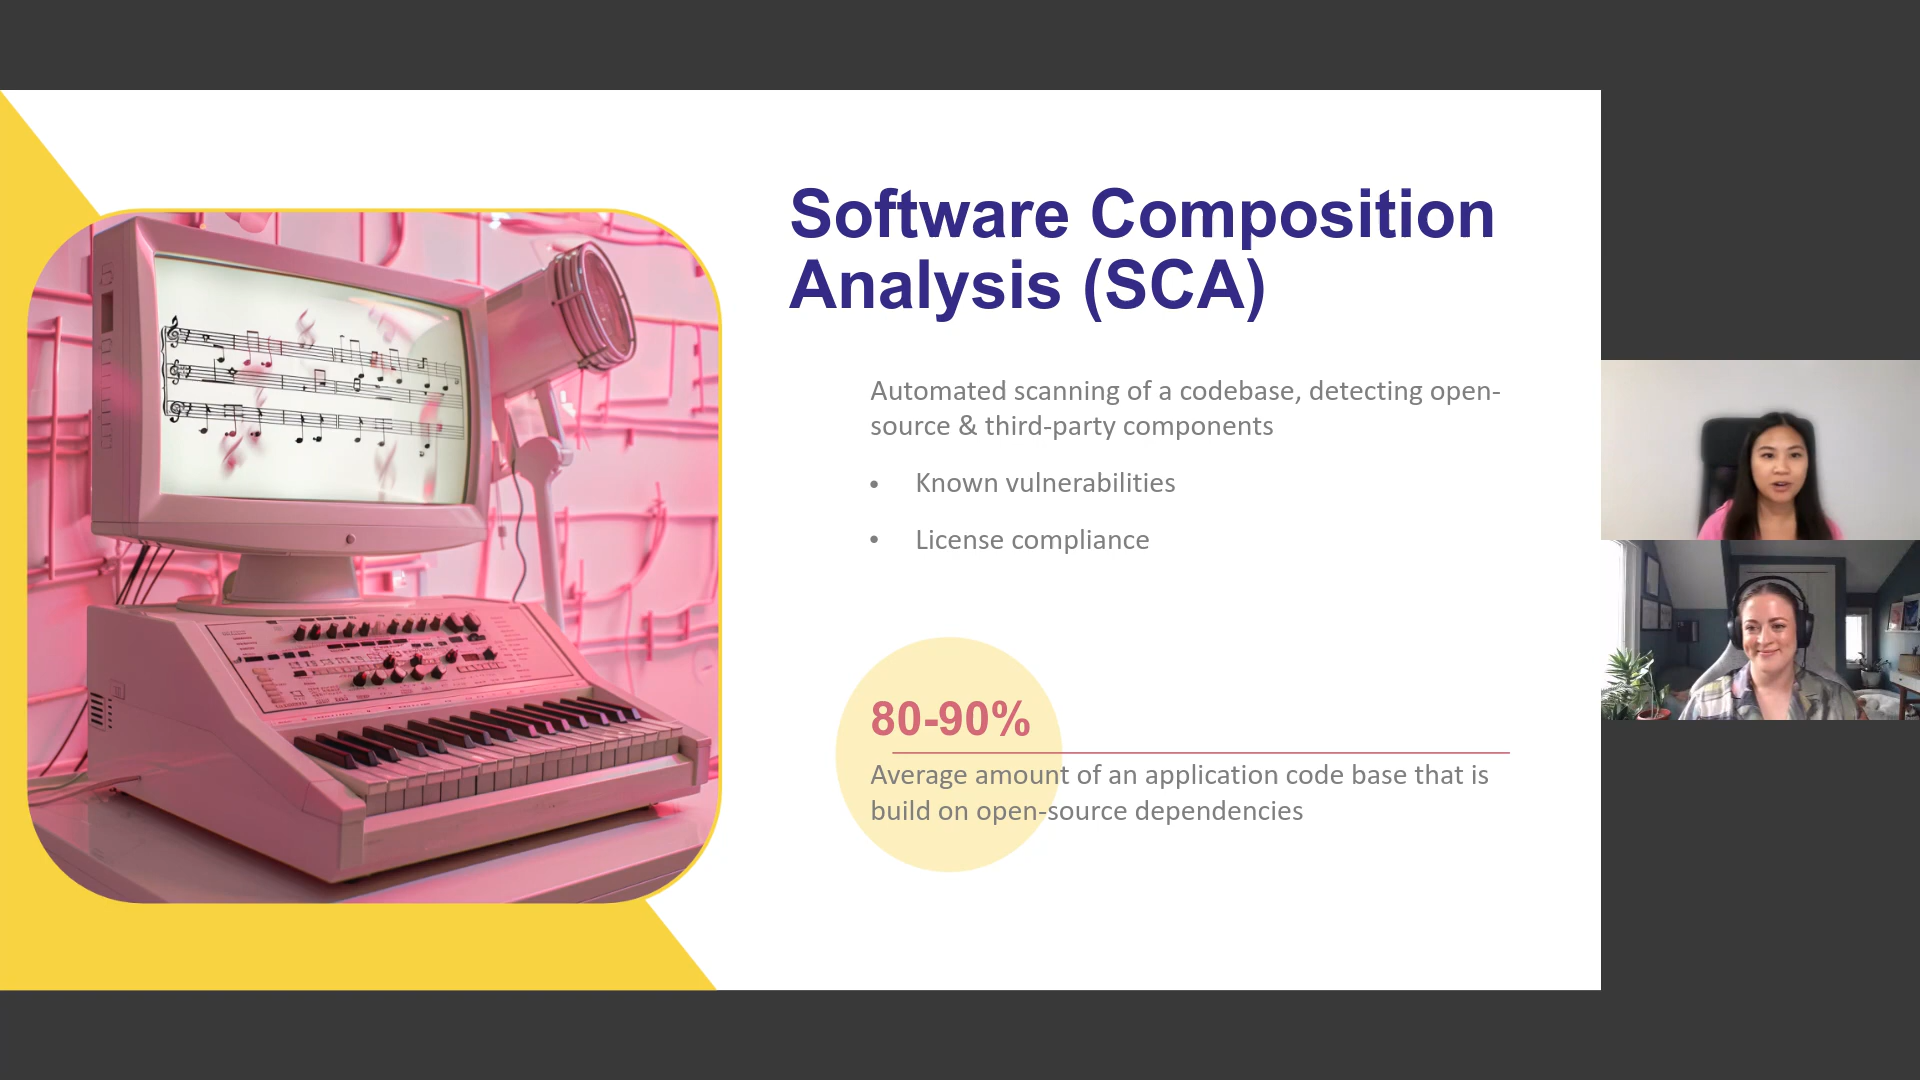 Software Composition
Analysis (SCA)
Automated scanning of a codebase, detecting open-
source & third-party components
• Known vulnerabilities
• License compliance
80-90%
Average amount of an application code base that is
build on open-source dependencies